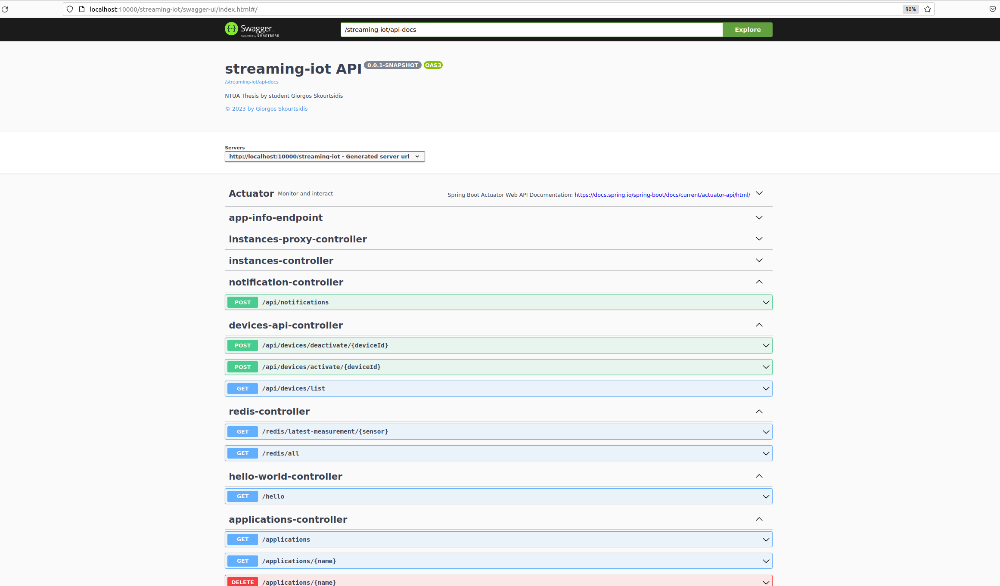 localhost:10000/streaming-iot/swagger-ui/index.html#/ 90%
Swagger
Supported by SMARTBEAR
/streaming-iot/api-docs Explore
streaming-iot API 0.0.1-SNAPSHOT OAS3
/streaming-iot/api-docs
NTUA Thesis by student Giorgos Skourtsidis
© 2023 by Giorgos Skourtsidis
Servers
http://localhost:10000/streaming-iot - Generated server url
Actuator Monitor and interact Spring Boot Actuator Web API Documentation: https://docs.spring.io/spring-boot/docs/current/actuator-api/html/
app-info-endpoint
instances-proxy-controller
instances-controller
notification-controller
POST /api/notifications
devices-api-controller
POST /api/devices/deactivate/{deviceId}
POST /api/devices/activate/{deviceId}
GET /api/devices/list
redis-controller
GET /redis/latest-measurement/{sensor}
GET /redis/all
hello-world-controller
GET /hello
applications-controller
GET /applications
GET /applications/{name}
DELETE /applications/{name}